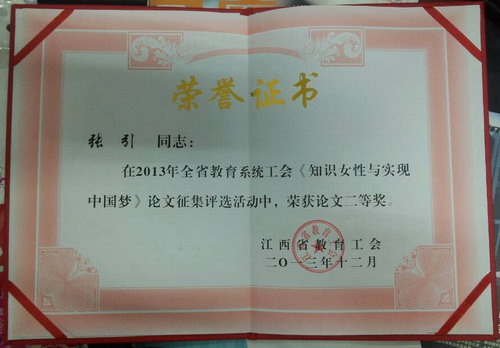 荣誉证书
张引 同志：
在2013年全省教育系统工会《知识女性与实现
中国梦》论文征集评选活动中，荣获论文二等奖。
江西省教育工会
二〇一三年十二月